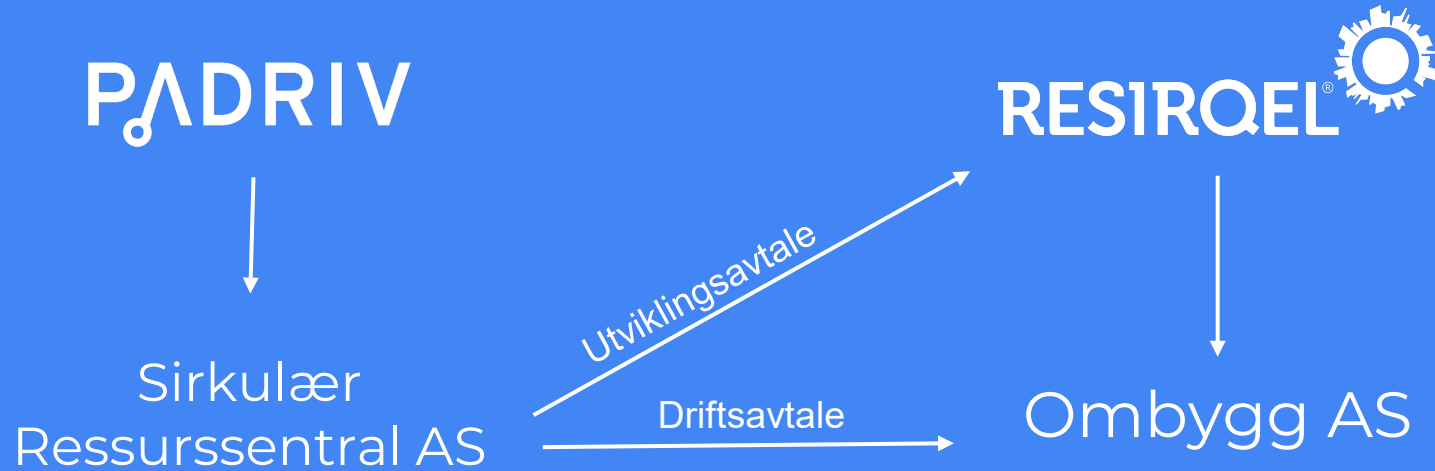 PADRIV
RESIRQEL®
Utviklingsavtale
Sirkulær
Ressurssentral AS
Driftsavtale
Ombygg AS